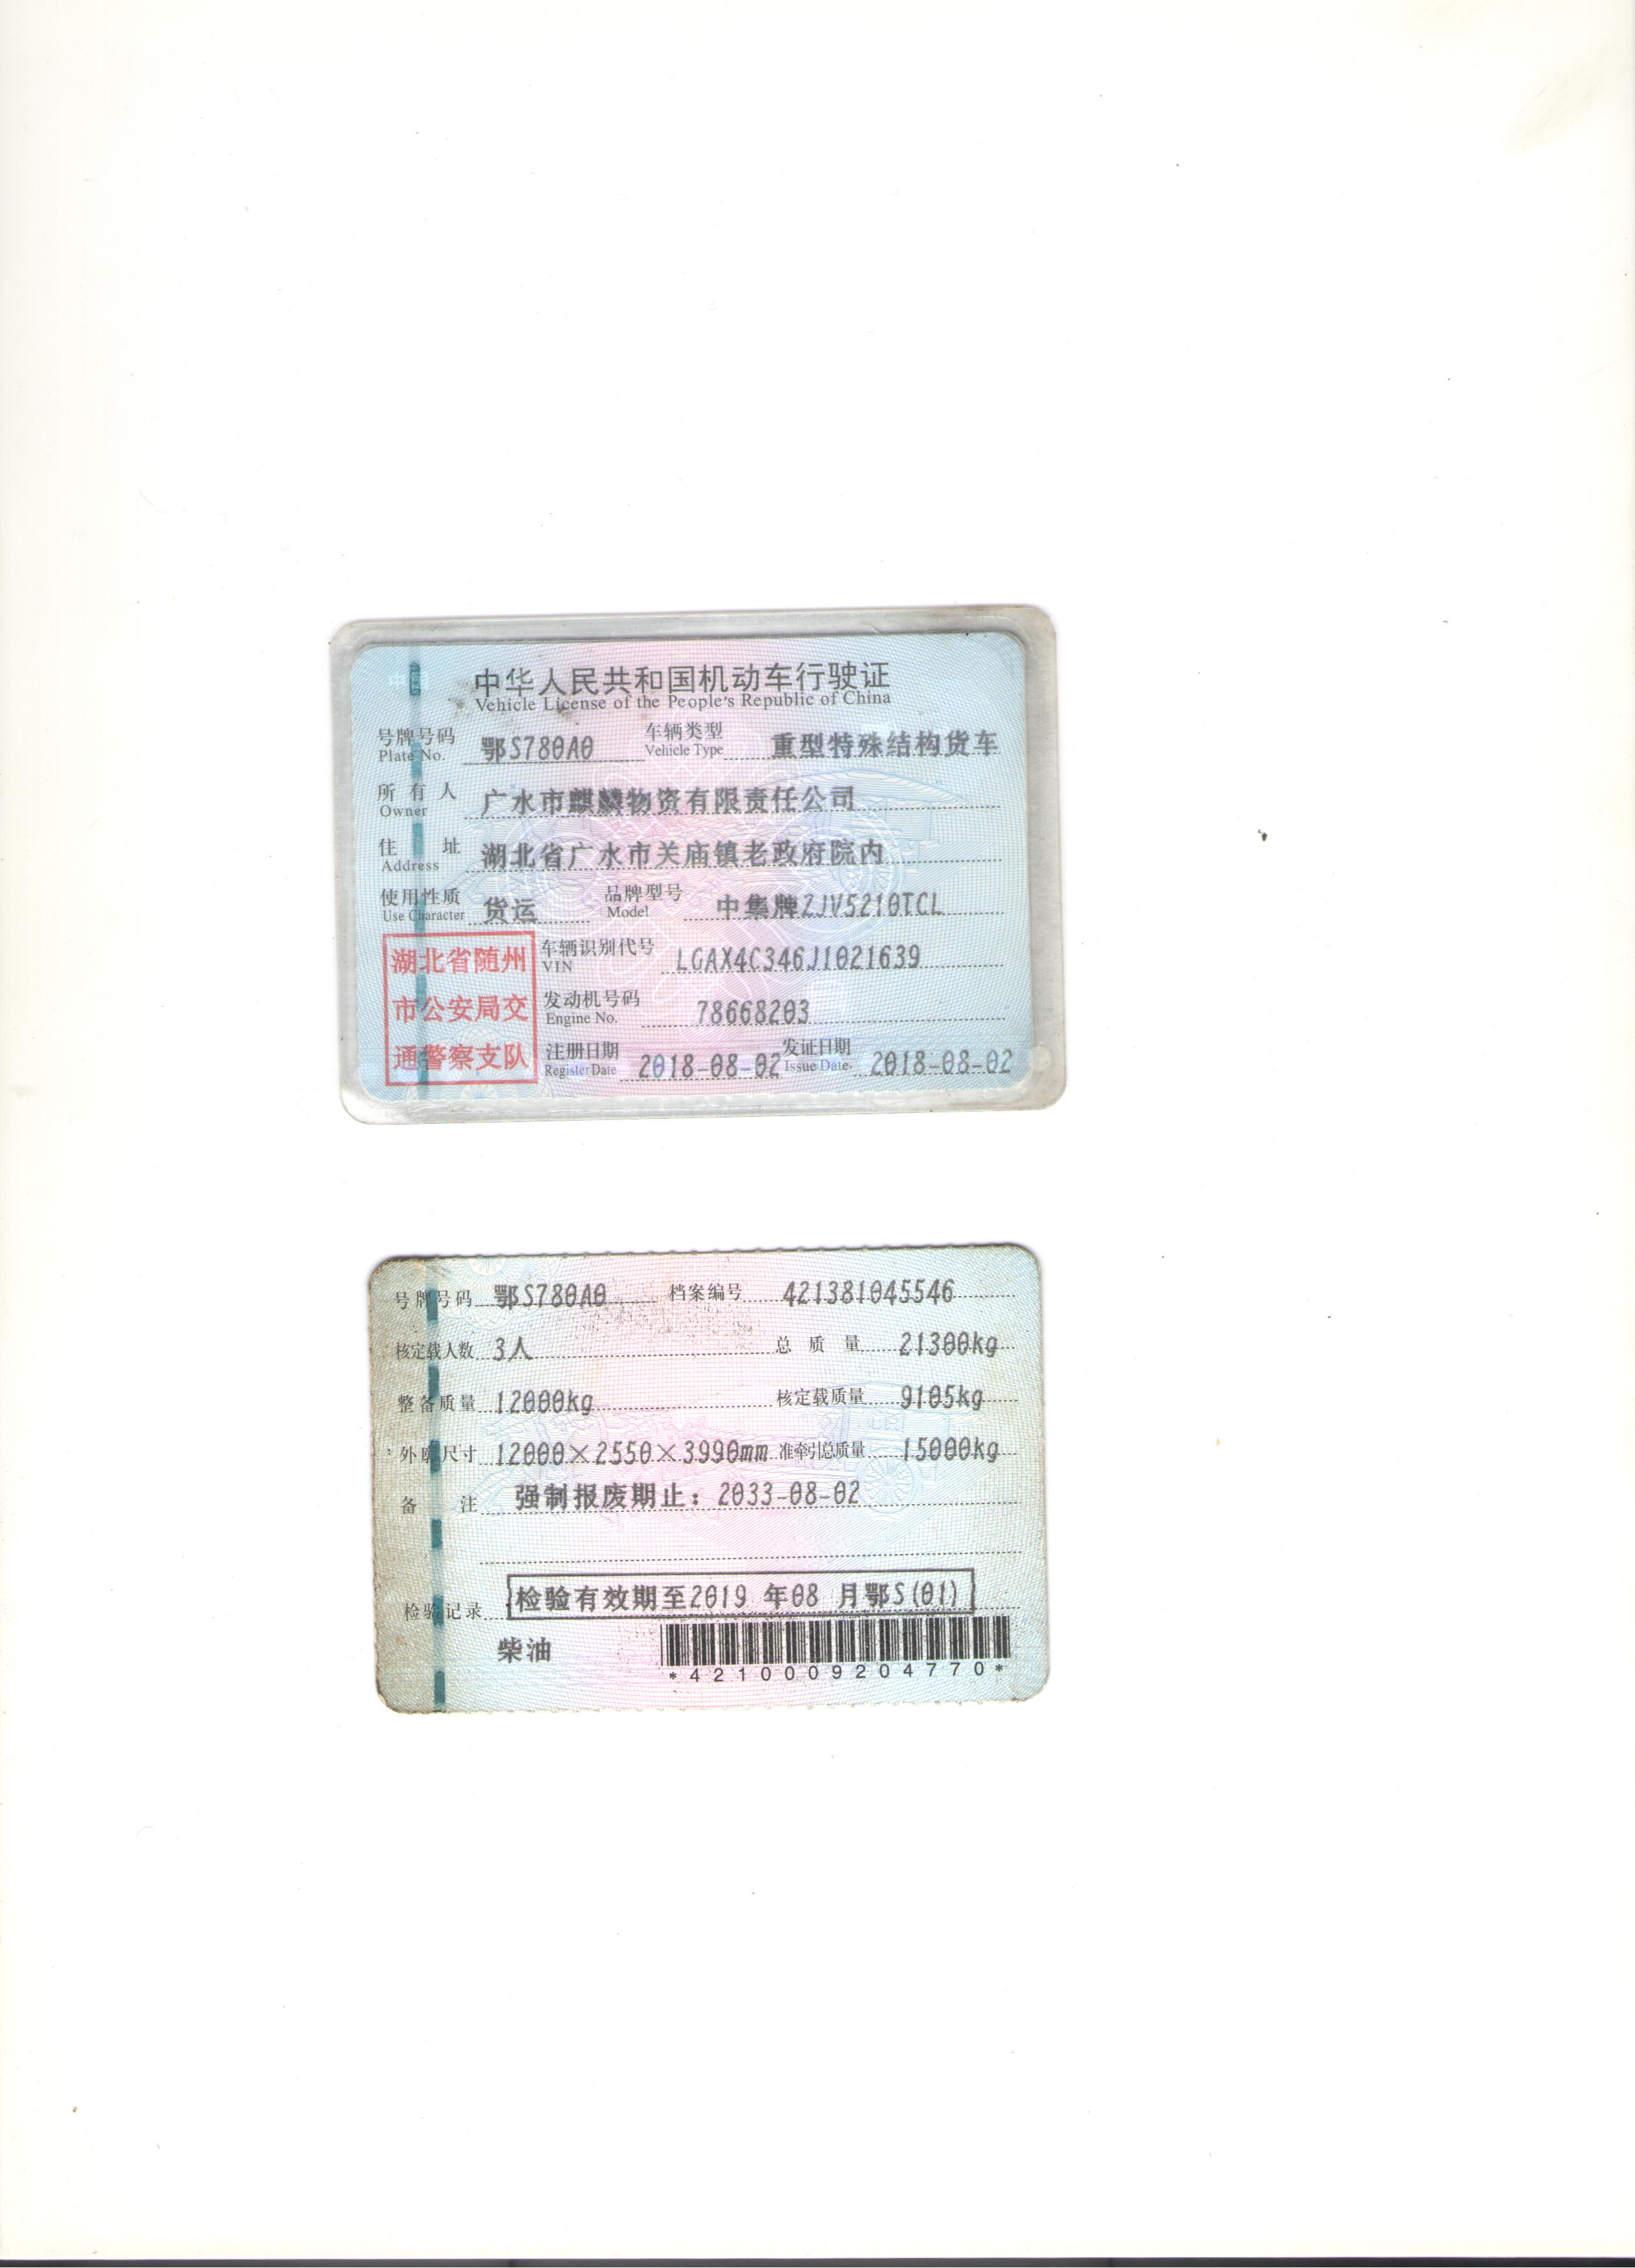 中华人民共和国机动车行驶证
Vehicle License of the People's Republic of China
号牌号码 鄂S780A0 车辆类型 重型特殊结构货车
Plate No. Vehicle Type
所有人 广水市麒麟物资有限责任公司
Owner
住址 湖北省广水市关庙镇老政府院内
Address
使用性质 货运 品牌型号 中集牌ZJV5210TCL
Use Character Model
湖北省随州
市公安局交
通警察支队
车辆识别代号 LGAX4C346J1021639
VIN
发动机号码 78668203
Engine No.
注册日期 2018-08-02 发证日期 2018-08-02
Register Date Issue Date
号牌号码 鄂S780A0 档案编号 421381045546
核定载人数 3人 总质量 21300kg
整备质量 12000kg 核定载质量 9105kg
外廓尺寸 12000×2550×3990mm 准牵引总质量 15000kg
备注 强制报废期止：2033-08-02
检验记录 检验有效期至2019 年08 月鄂S(01)
柴油
*4210009204770*